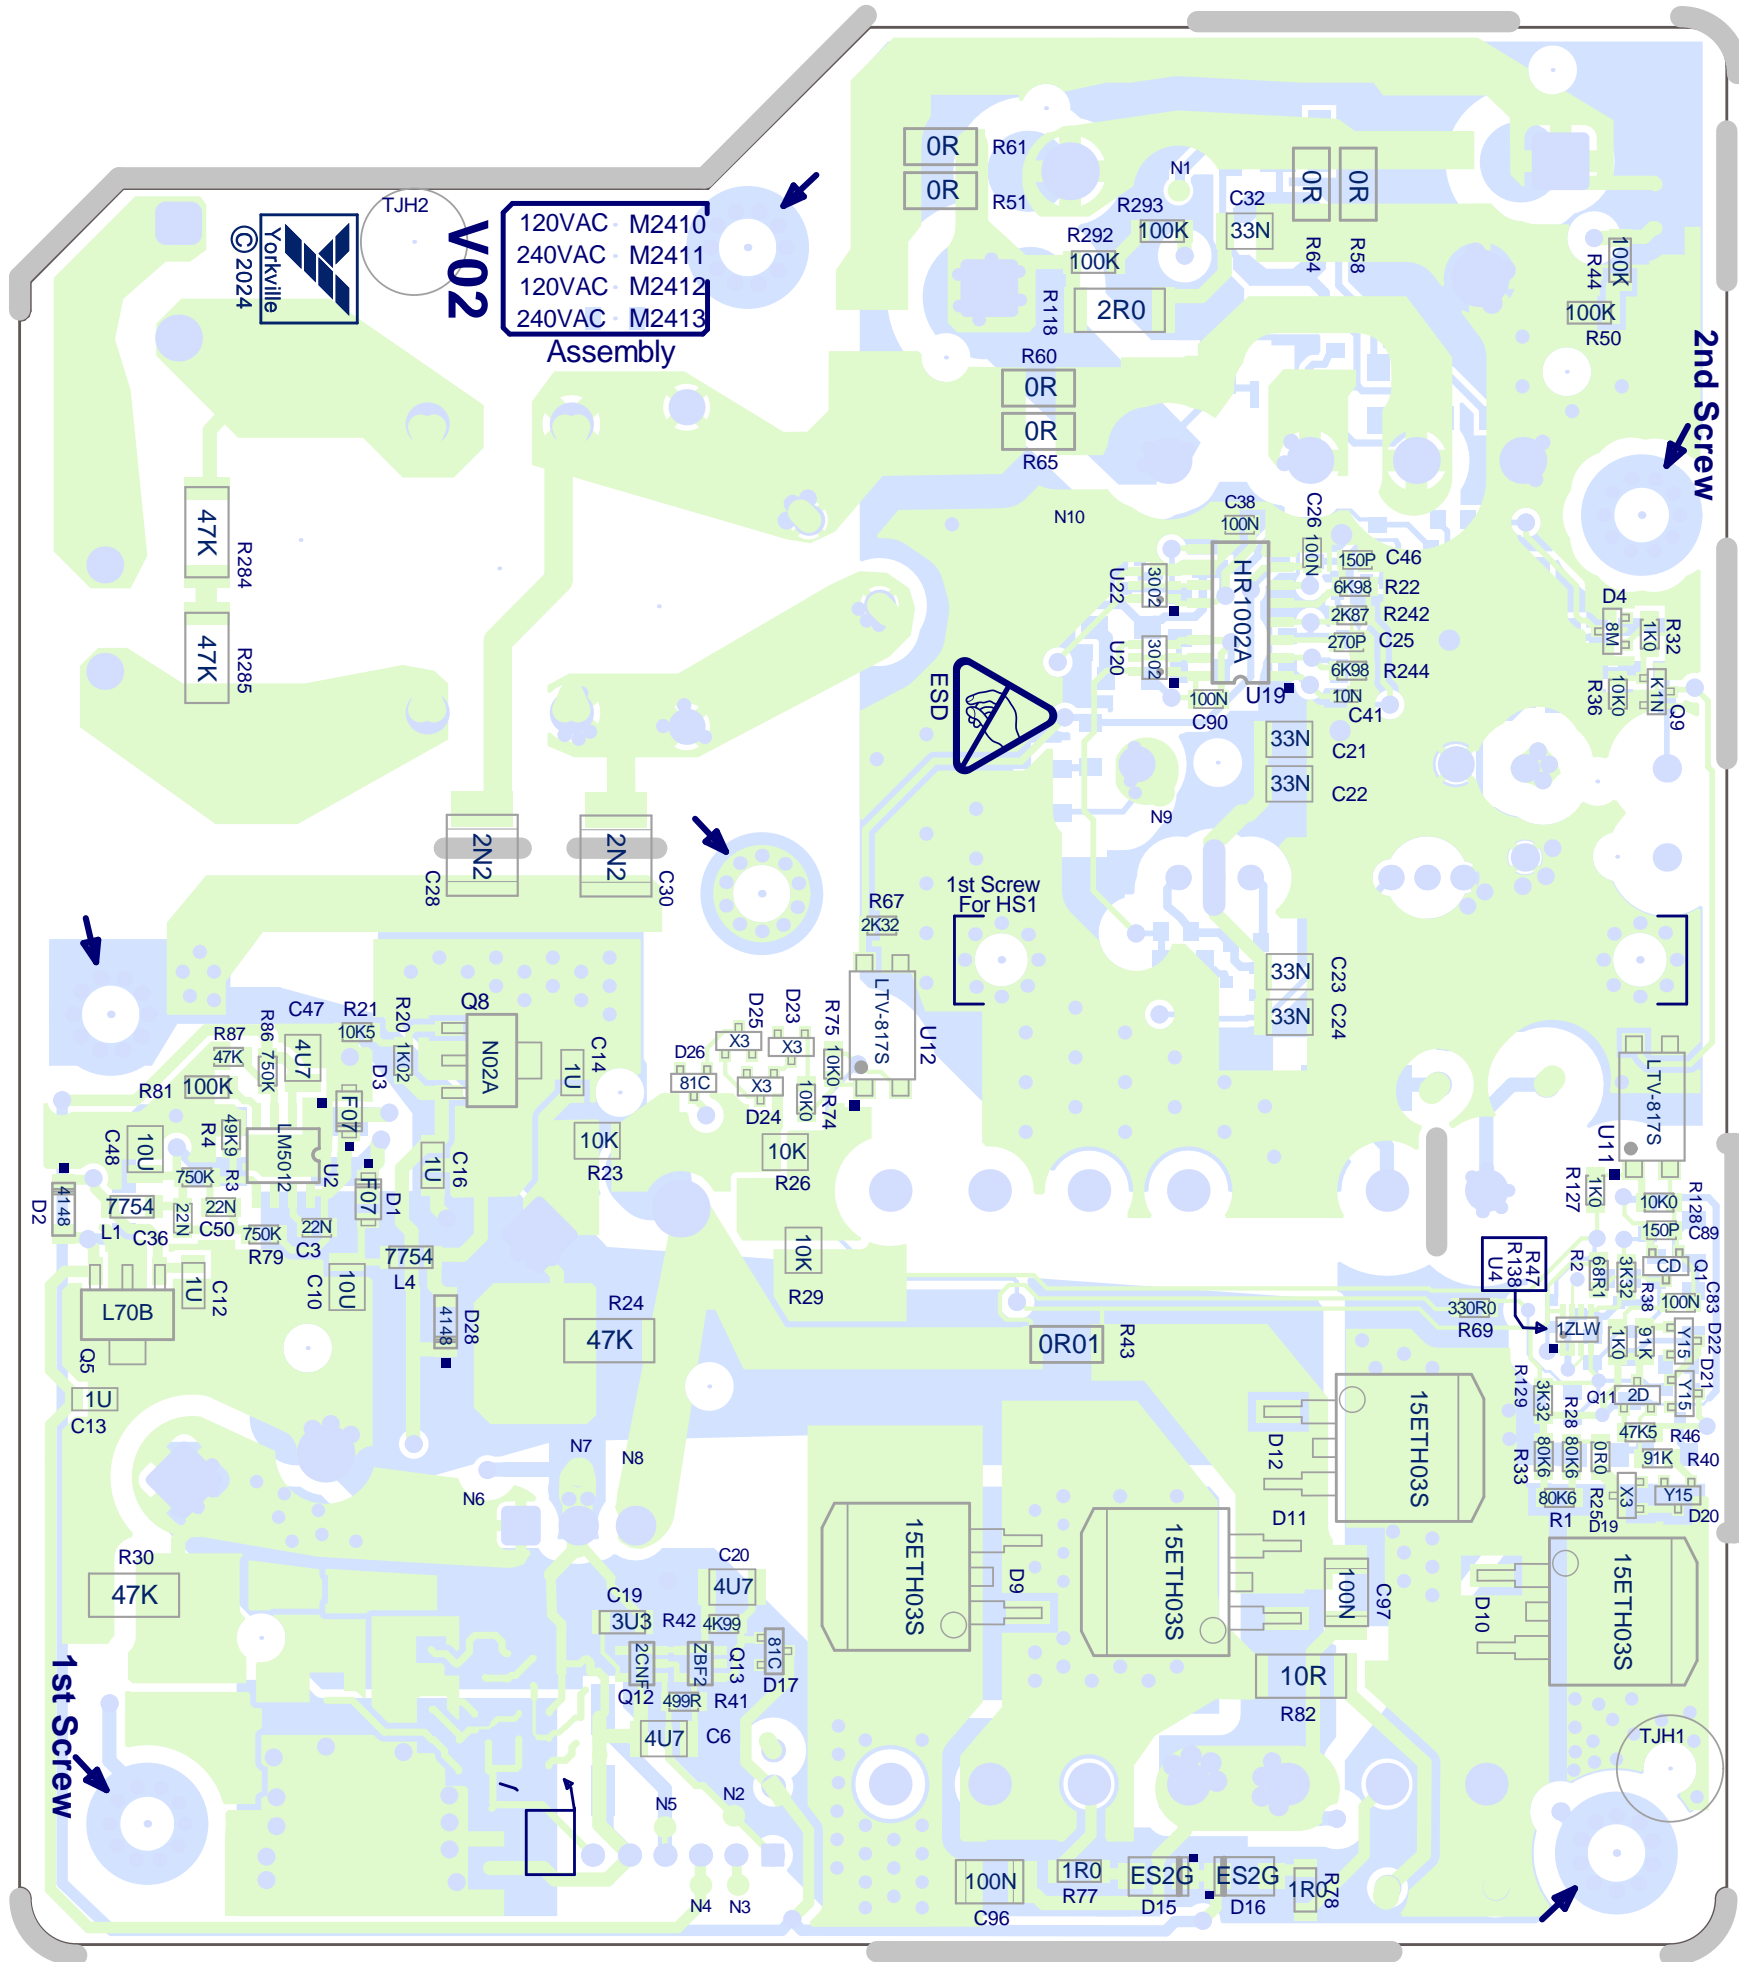 TJH2
Yorkville
© 2024
V02
120VAC M2410
240VAC M2411
120VAC M2412
240VAC M2413
Assembly
0R R61
0R R51
N1
R293
100K
R292
100K
C32
33N
0R
R64
0R
R58
R118
2R0
100K
R44
100K
R50
2nd Screw
R60
0R
0R
R65
47K
R284
47K
R285
N10
C38
100N
C26
100N
150P C46
6K98 R22
2K87 R242
270P C25
6K98 R244
10N
C41
HR1002A
U19
U22
3002
U20
3002
100N
C90
ESD
33N
C21
33N
C22
N9
D4
8M
1K0
R32
R36
10K0
K1N
Q9
2N2
C28
2N2
C30
1st Screw
For HS1
R67
2K32
LTV-817S
U12
33N
C23
33N
C24
LTV-817S
U11
Q8
N02A
C47
4U7
R21
10K5
R20
1K02
R87
47K
R86
750K
R81
100K
D3
F07
C14
1U
D25
X3
D23
X3
R75
10K0
D26
81C
X3
D24
10K0
R74
C48
10U
R4
49K9
LM5012
U2
750K
R3
22N
C50
D1
F07
1U
C16
10K
R23
10K
R26
D2
4148
7754
L1
22N
C36
750K
R79
22N
C3
7754
L4
C10
10U
1U
C12
L70B
Q5
1U
C13
4148
D28
R24
47K
10K
R29
0R01
R43
R127
1K0
10K0
R128
150P
C89
R47
R138
U4
R2
68R1
3K32
R38
CD
Q1
C83
100N
330R0
R69
1ZLW
1K0
91K
Y15
D22
Y15
D21
R129
3K32
Q11
2D
R28
80K6
R33
80K6
0R0
47K5
R46
91K
R40
80K6
R1
R25
X3
D19
Y15
D20
15ETH03S
D12
N7
N8
N6
15ETH03S
D9
15ETH03S
D11
15ETH03S
D10
R30
47K
C20
4U7
C19
3U3
R42
4K99
2CNF
Q12
ZBF2
Q13
81C
D17
499R
R41
4U7
C6
100N
C97
10R
R82
TJH1
1st Screw
N5
N2
N4
N3
100N
C96
1R0
R77
ES2G
D15
ES2G
D16
1R0
R78